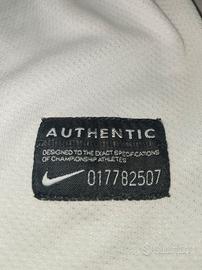 AUTHENTIC
DESIGNED TO THE EXACT SPECIFICATIONS
OF CHAMPIONSHIP ATHLETES
017782507